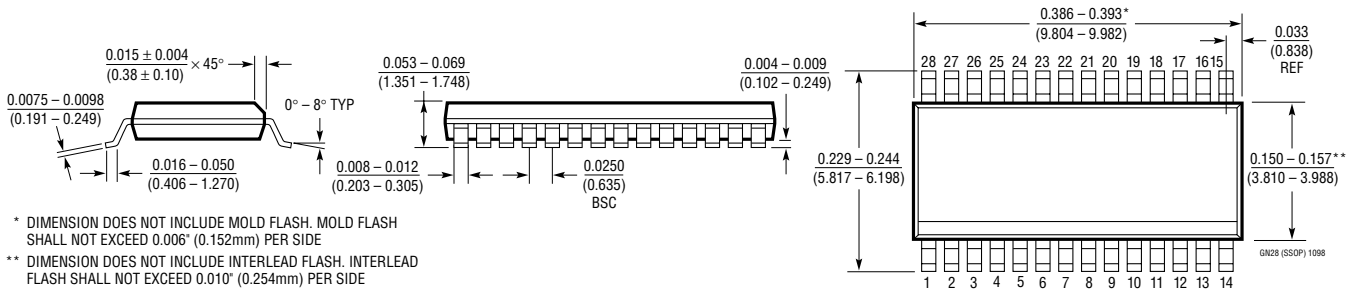 0.015 ± 0.004
(0.38 ± 0.10)
× 45°
0.0075 – 0.0098
(0.191 – 0.249)
0° – 8° TYP
0.016 – 0.050
(0.406 – 1.270)
0.053 – 0.069
(1.351 – 1.748)
0.004 – 0.009
(0.102 – 0.249)
0.008 – 0.012
(0.203 – 0.305)
0.0250
(0.635)
BSC
0.386 – 0.393*
(9.804 – 9.982)
0.033
(0.838)
REF
28 27 26 25 24 23 22 21 20 19 18 17 16 15
0.229 – 0.244
(5.817 – 6.198)
0.150 – 0.157**
(3.810 – 3.988)
1 2 3 4 5 6 7 8 9 10 11 12 13 14
GN28 (SSOP) 1098
* DIMENSION DOES NOT INCLUDE MOLD FLASH. MOLD FLASH
SHALL NOT EXCEED 0.006" (0.152mm) PER SIDE
** DIMENSION DOES NOT INCLUDE INTERLEAD FLASH. INTERLEAD
FLASH SHALL NOT EXCEED 0.010" (0.254mm) PER SIDE